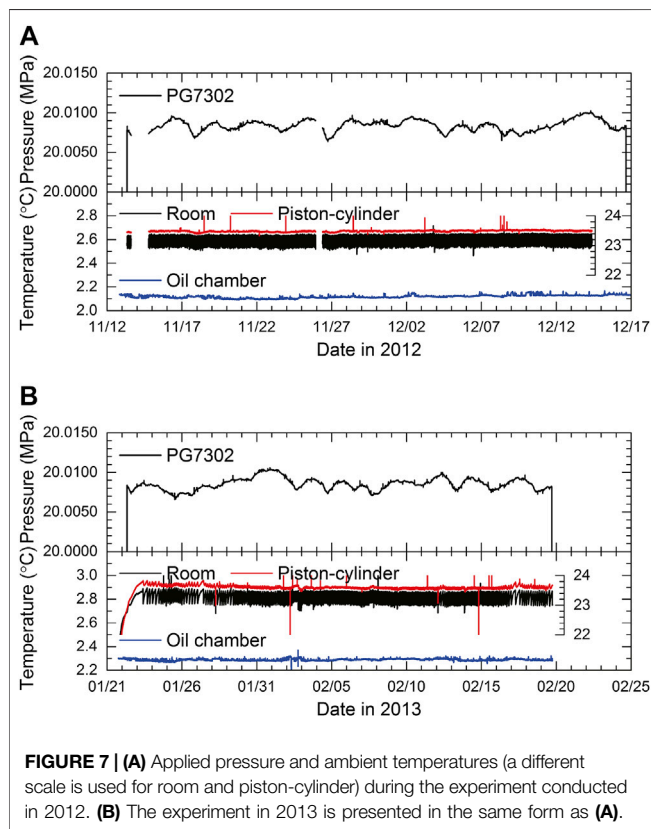 A
Temperature (°C) Pressure (MPa)
20.0150
20.0100
20.0050
20.0000
PG7302
2.8
2.6
2.4
2.2
2.0
Room
Piston-cylinder
Oil chamber
24
23
22
11/12 11/17 11/22 11/27 12/02 12/07 12/12 12/17
Date in 2012
B
Temperature (°C) Pressure (MPa)
20.0150
20.0100
20.0050
20.0000
PG7302
3.0
2.8
2.6
2.4
2.2
Room
Piston-cylinder
Oil chamber
24
23
22
01/21 01/26 01/31 02/05 02/10 02/15 02/20 02/25
Date in 2013
FIGURE 7 | (A) Applied pressure and ambient temperatures (a different
scale is used for room and piston-cylinder) during the experiment conducted
in 2012. (B) The experiment in 2013 is presented in the same form as (A).